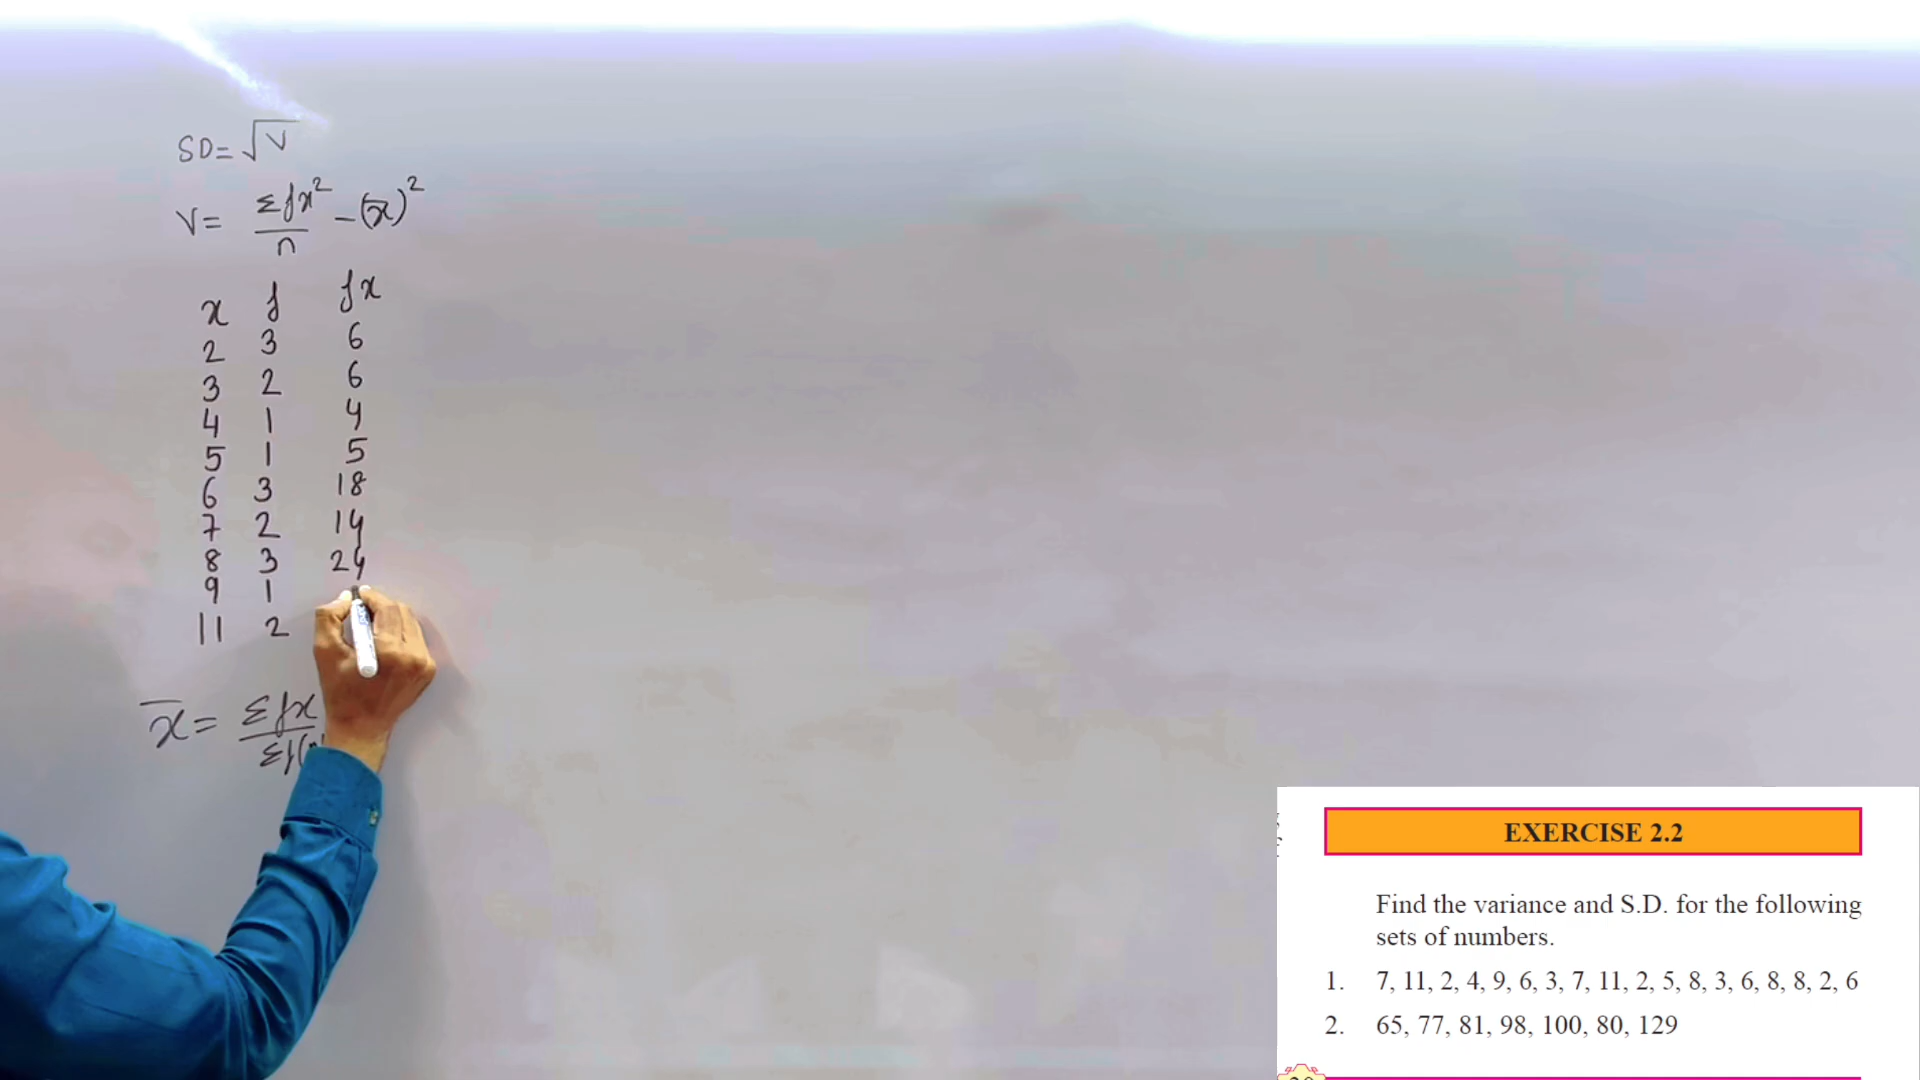 SD = √V
V = Σfx² / n − (x̄)²
x f fx
2 3 6
3 2 6
4 1 4
5 1 5
6 3 18
7 2 14
8 3 24
9 1
11 2
x̄ = Σfx / Σf(n
EXERCISE 2.2
Find the variance and S.D. for the following
sets of numbers.
1. 7, 11, 2, 4, 9, 6, 3, 7, 11, 2, 5, 8, 3, 6, 8, 8, 2, 6
2. 65, 77, 81, 98, 100, 80, 129